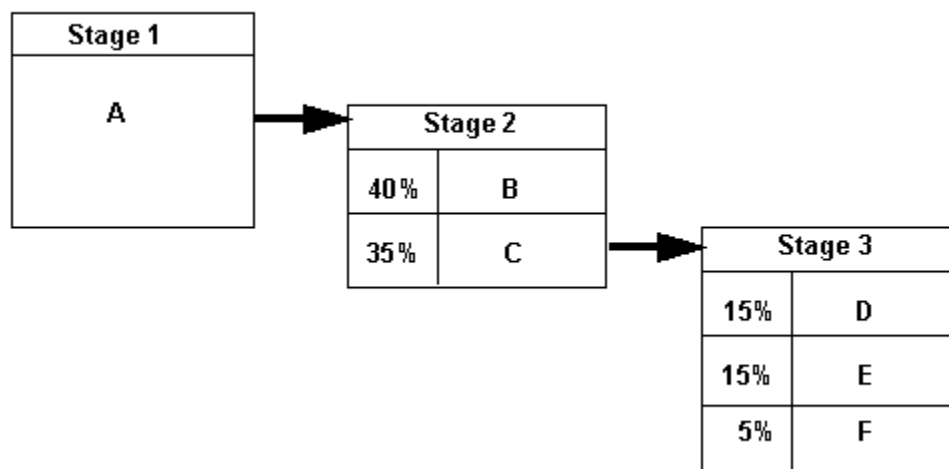 Stage 1
A
Stage 2
40% B
35% C
Stage 3
15% D
15% E
5% F